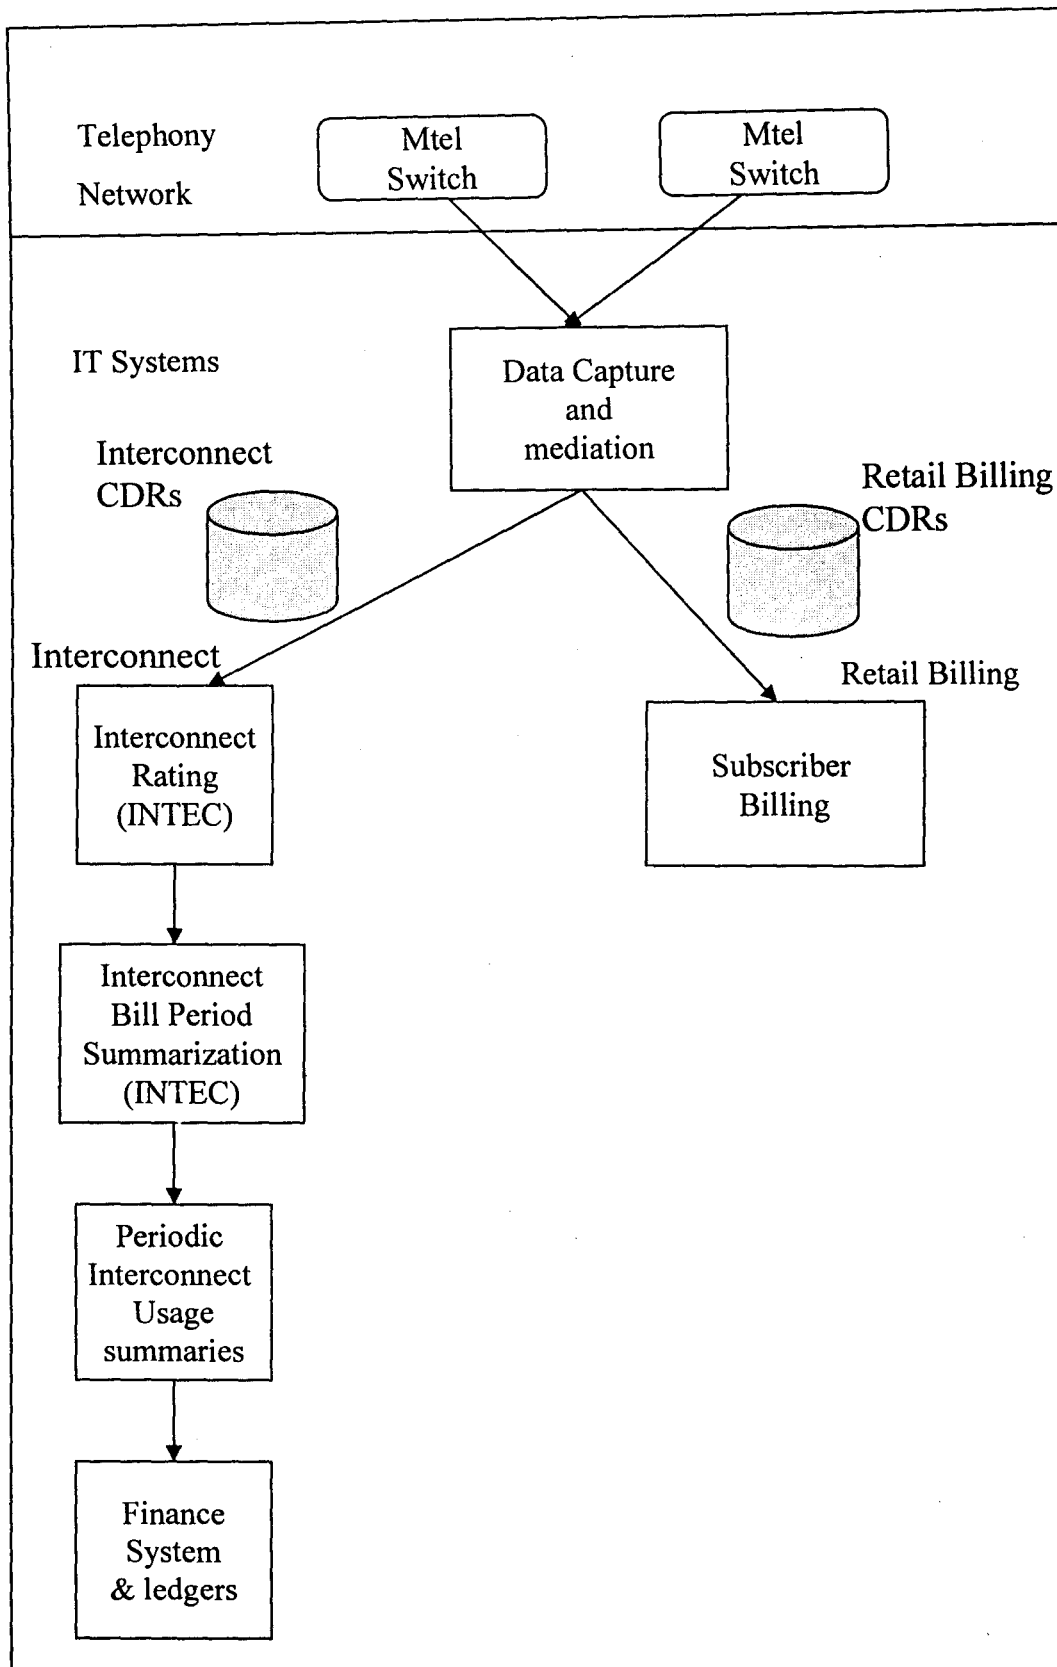 Telephony
Network
Mtel
Switch
Mtel
Switch
IT Systems
Data Capture
and
mediation
Interconnect
CDRs
Retail Billing
CDRs
Interconnect
Retail Billing
Interconnect
Rating
(INTEC)
Subscriber
Billing
Interconnect
Bill Period
Summarization
(INTEC)
Periodic
Interconnect
Usage
summaries
Finance
System
& ledgers